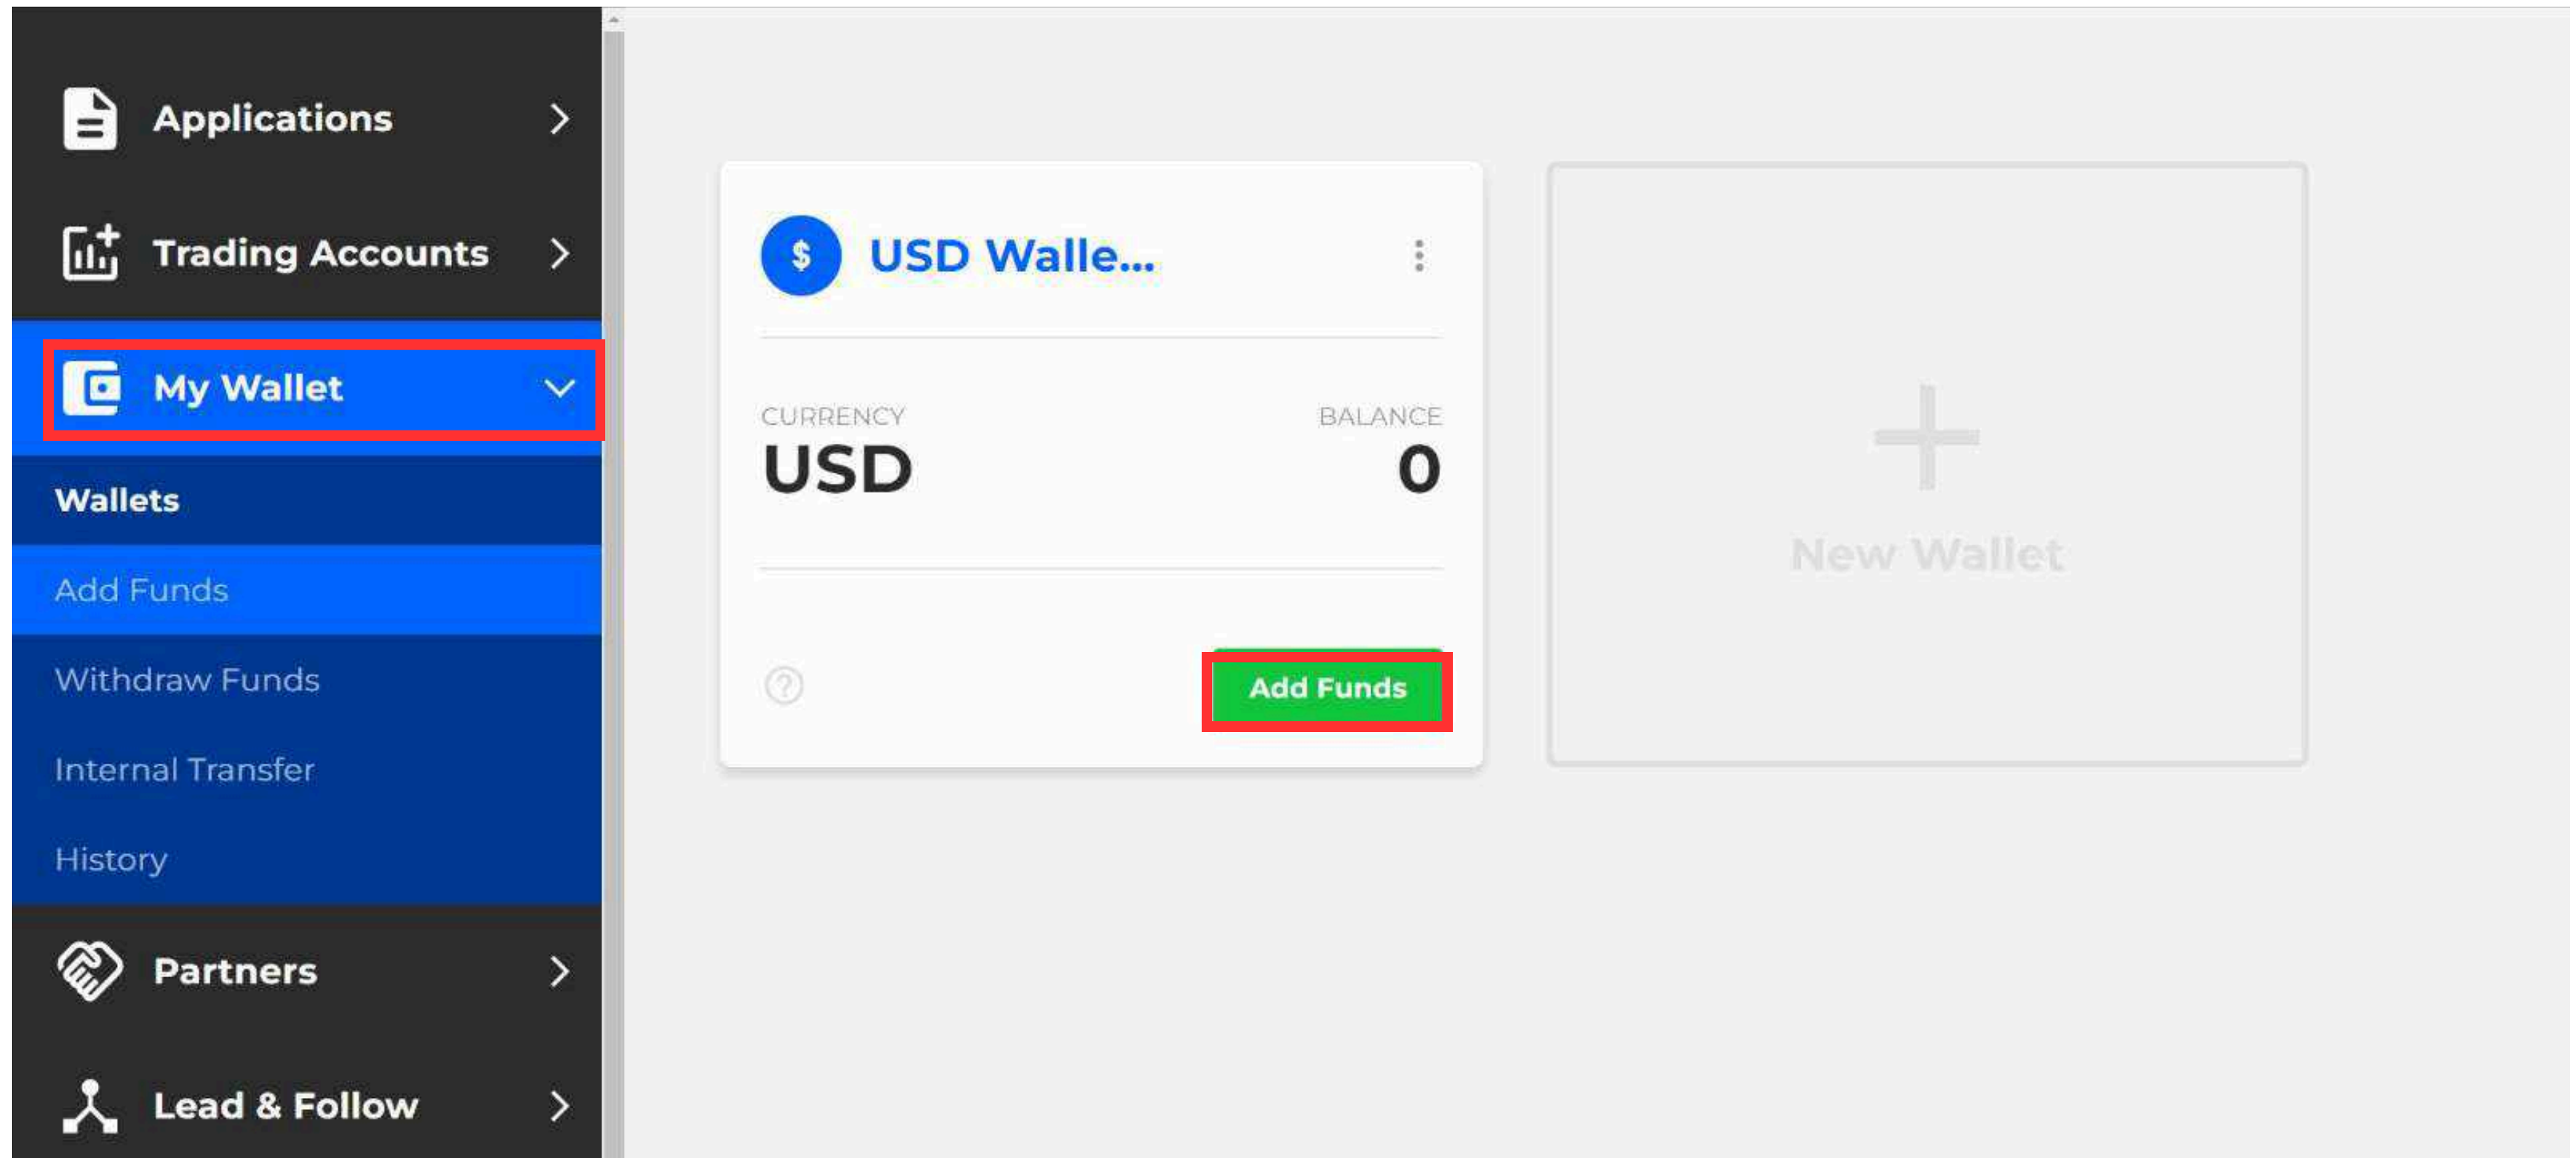 Applications
Trading Accounts
My Wallet
Wallets
Add Funds
Withdraw Funds
Internal Transfer
History
Partners
Lead & Follow
$ USD Walle...
CURRENCY BALANCE
USD 0
? Add Funds
New Wallet